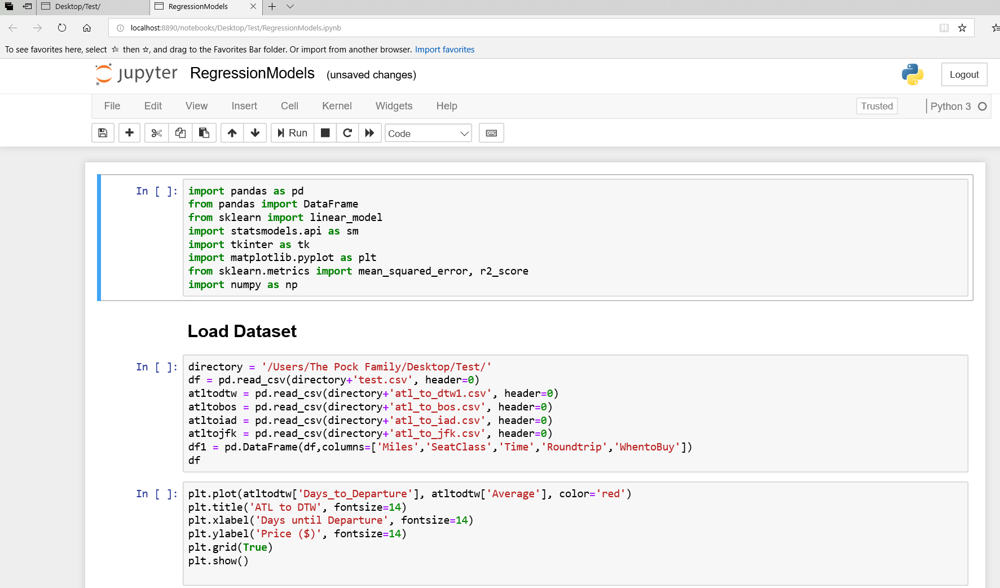 Desktop/Test/
RegressionModels
localhost:8890/notebooks/Desktop/Test/RegressionModels.ipynb
To see favorites here, select then , and drag to the Favorites Bar folder. Or import from another browser. Import favorites
jupyter RegressionModels (unsaved changes)
Logout
File Edit View Insert Cell Kernel Widgets Help
Trusted
Python 3
Run
Code
In [ ]:
import pandas as pd
from pandas import DataFrame
from sklearn import linear_model
import statsmodels.api as sm
import tkinter as tk
import matplotlib.pyplot as plt
from sklearn.metrics import mean_squared_error, r2_score
import numpy as np
Load Dataset
In [ ]:
directory = '/Users/The Pock Family/Desktop/Test/'
df = pd.read_csv(directory+'test.csv', header=0)
atltodtw = pd.read_csv(directory+'atl_to_dtw1.csv', header=0)
atltobos = pd.read_csv(directory+'atl_to_bos.csv', header=0)
atltoiad = pd.read_csv(directory+'atl_to_iad.csv', header=0)
atltojfk = pd.read_csv(directory+'atl_to_jfk.csv', header=0)
df1 = pd.DataFrame(df,columns=['Miles','SeatClass','Time','Roundtrip','WhentoBuy'])
df
In [ ]:
plt.plot(atltodtw['Days_to_Departure'], atltodtw['Average'], color='red')
plt.title('ATL to DTW', fontsize=14)
plt.xlabel('Days until Departure', fontsize=14)
plt.ylabel('Price ($)', fontsize=14)
plt.grid(True)
plt.show()